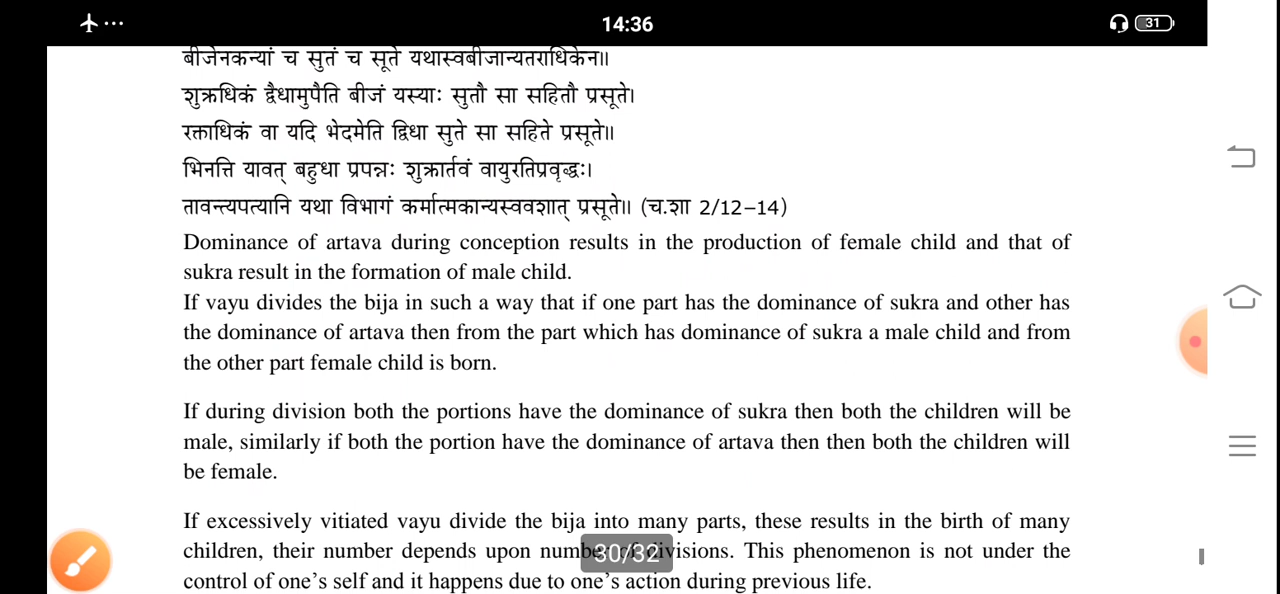 14:36
31
बीजेनकन्यां च सुतं च सूते यथास्वबीजान्यतराधिकेन॥
शुक्रधिकं द्वैधामुपैति बीजं यस्याः सुतौ सा सहितौ प्रसूते।
रक्ताधिकं वा यदि भेदमेति द्विधा सुते सा सहिते प्रसूते॥
भिनत्ति यावत् बहुधा प्रपन्नः शुक्रार्तवं वायुरतिप्रवृद्धः।
तावन्त्यपत्यानि यथा विभागं कर्मात्मकान्यस्ववशात् प्रसूते॥ (च.शा 2/12–14)
Dominance of artava during conception results in the production of female child and that of
sukra result in the formation of male child.
If vayu divides the bija in such a way that if one part has the dominance of sukra and other has
the dominance of artava then from the part which has dominance of sukra a male child and from
the other part female child is born.
If during division both the portions have the dominance of sukra then both the children will be
male, similarly if both the portion have the dominance of artava then then both the children will
be female.
If excessively vitiated vayu divide the bija into many parts, these results in the birth of many
children, their number depends upon number of divisions. This phenomenon is not under the
30/32
control of one's self and it happens due to one's action during previous life.